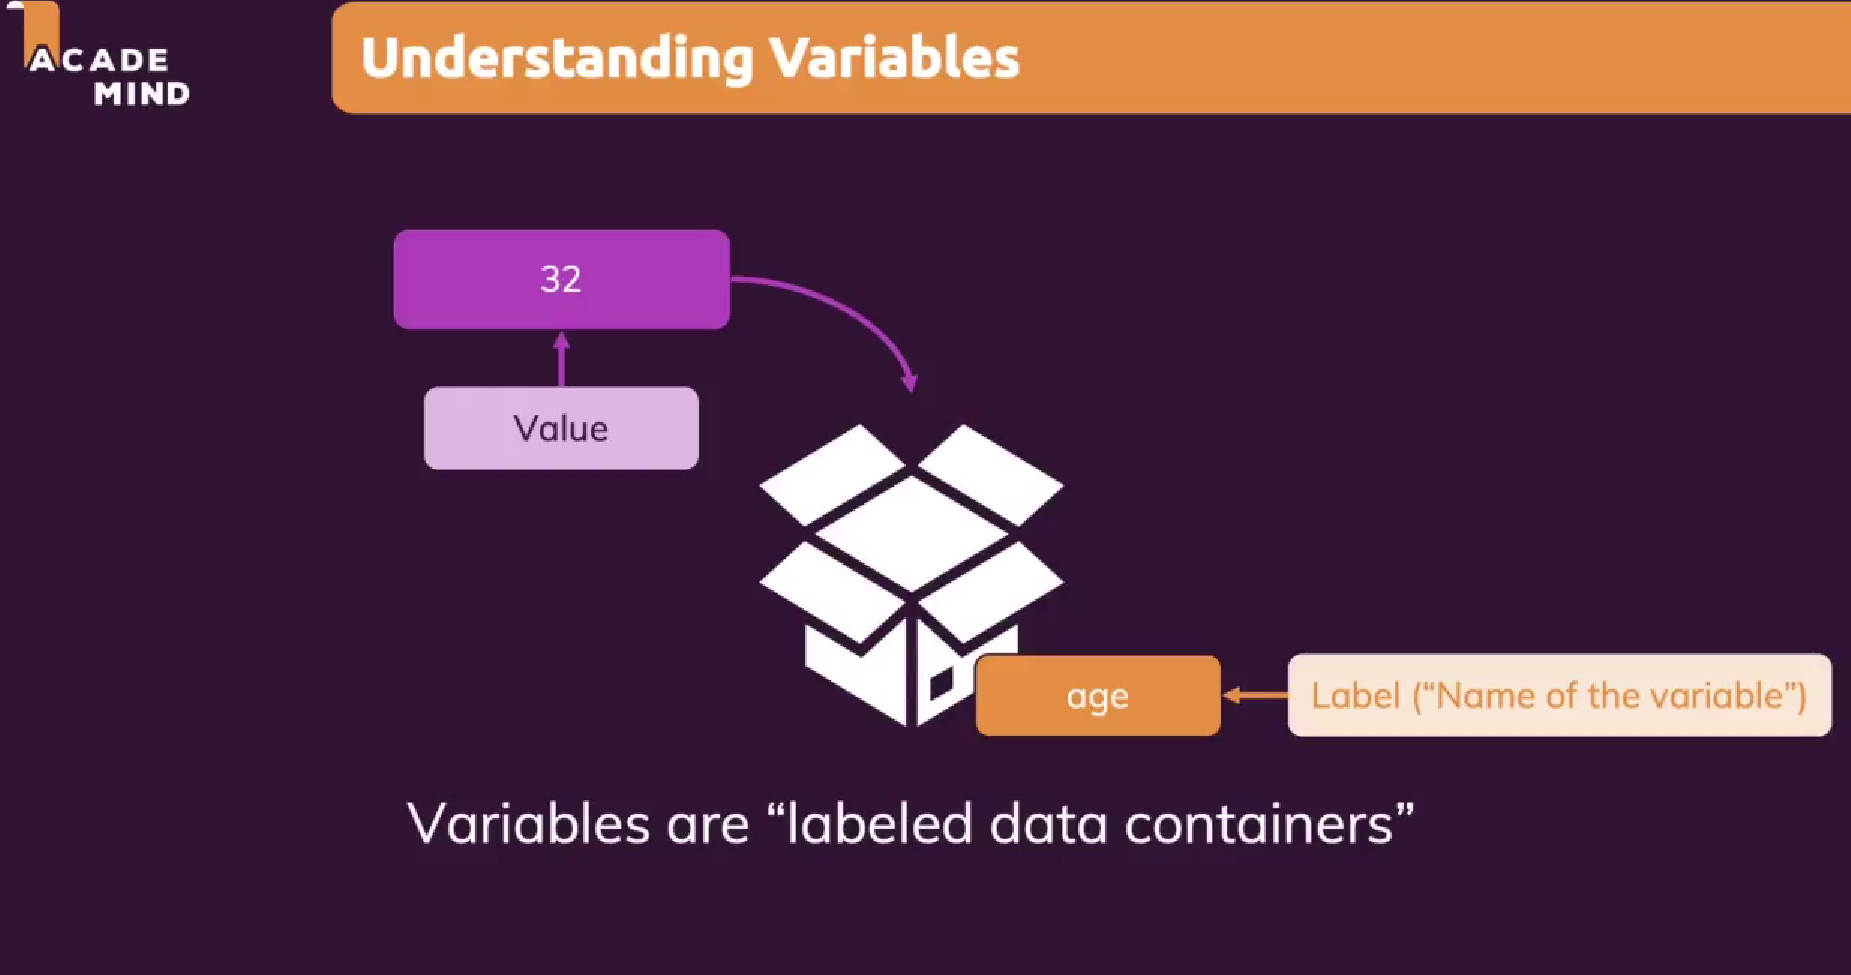 ACADE
MIND
Understanding Variables
32
Value
age
Label (“Name of the variable”)
Variables are “labeled data containers”